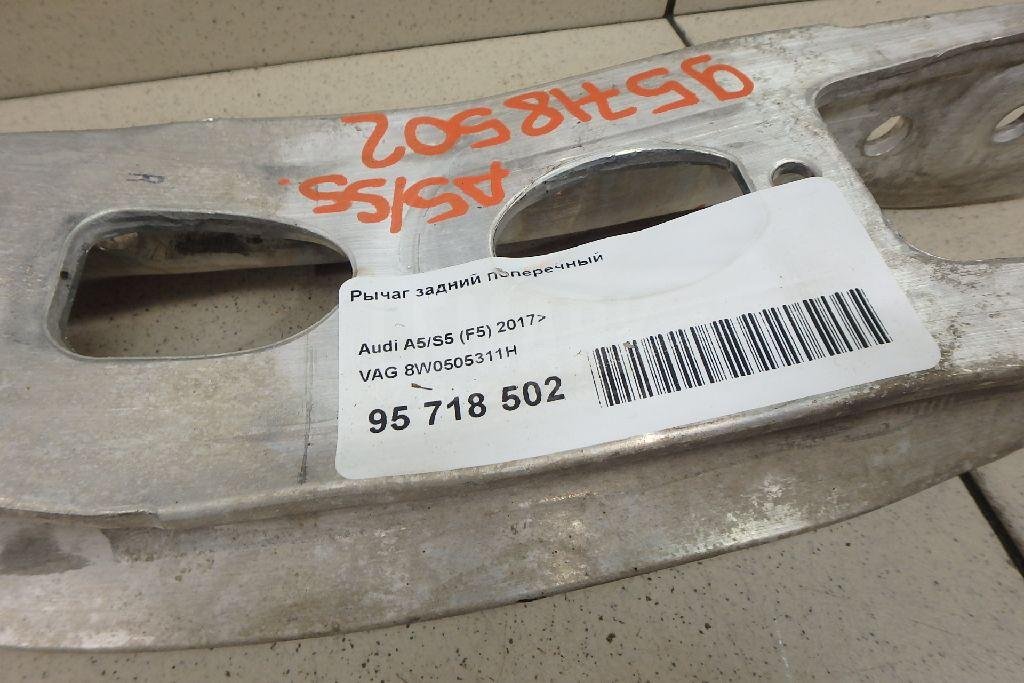 95718502
A5/S5.
Рычаг задний поперечный
Audi A5/S5 (F5) 2017>
VAG 8W0505311H
95 718 502